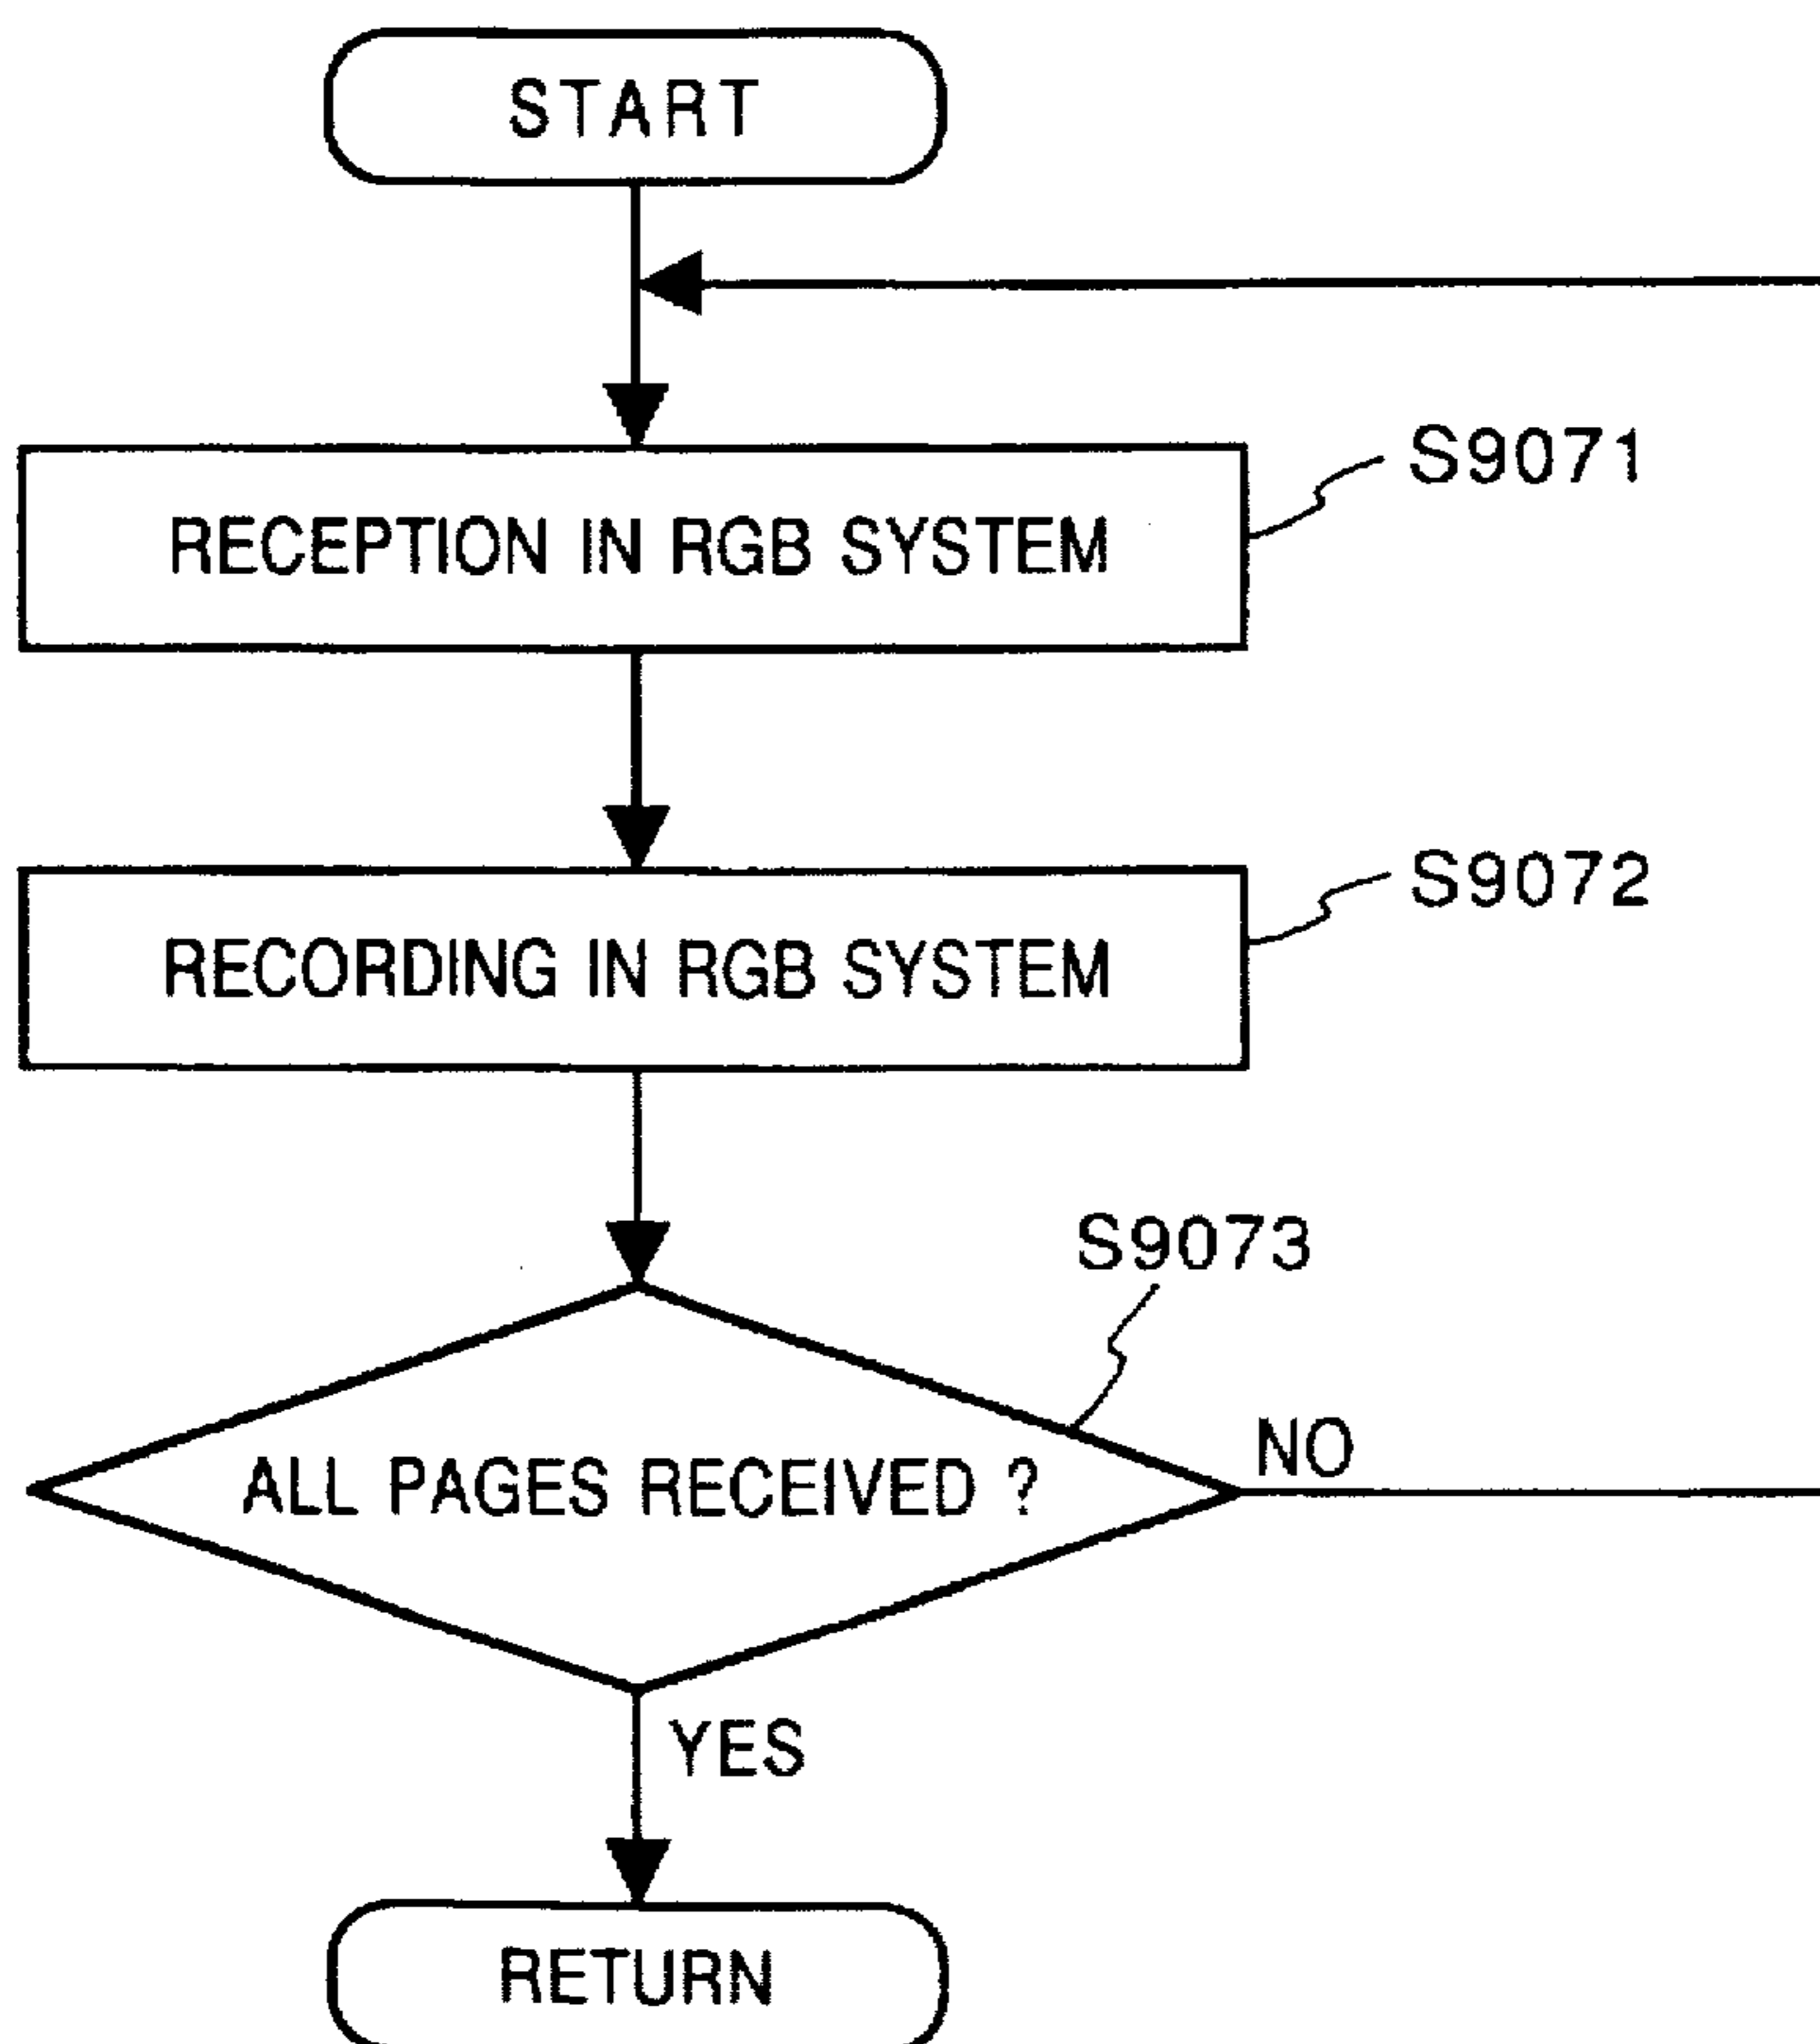 START
S9071
RECEPTION IN RGB SYSTEM
S9072
RECORDING IN RGB SYSTEM
S9073
NO
ALL PAGES RECEIVED ?
YES
RETURN